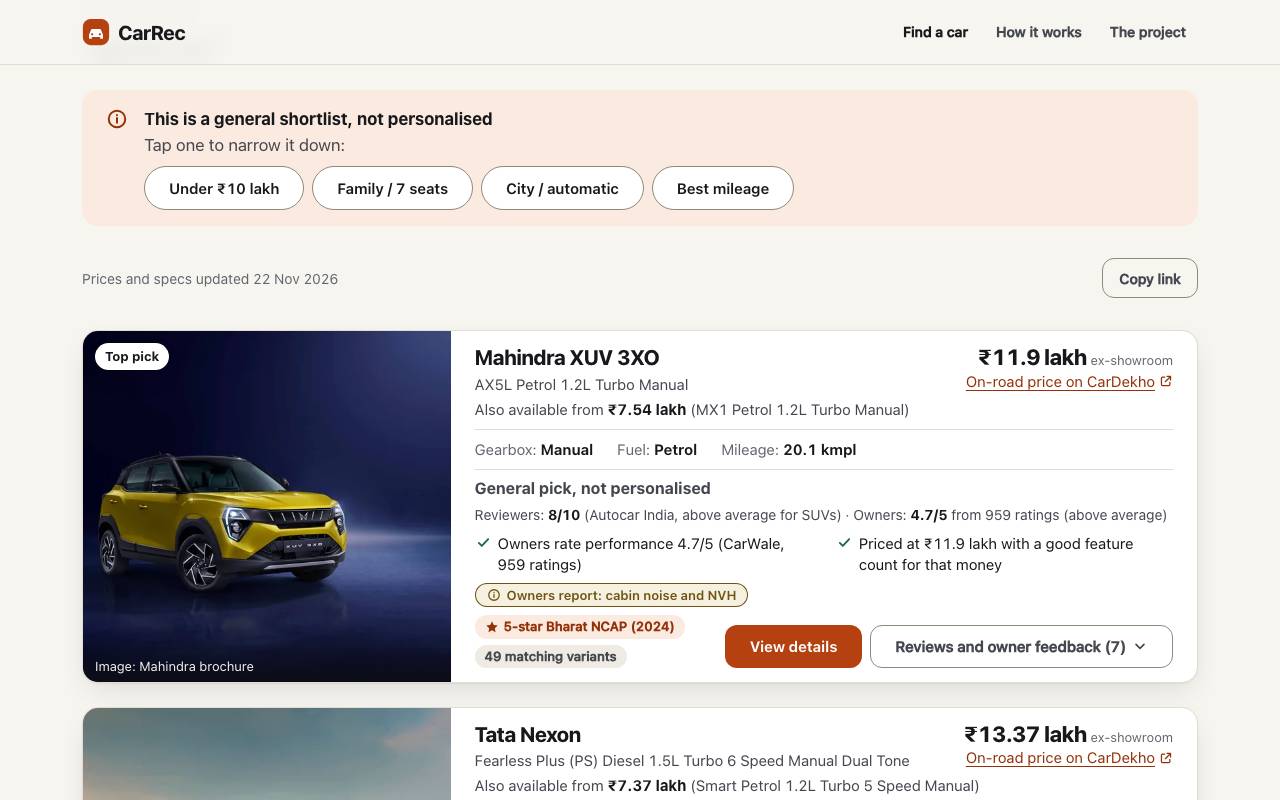 CarRec
Find a car
How it works
The project
This is a general shortlist, not personalised
Tap one to narrow it down:
Under ₹10 lakh
Family / 7 seats
City / automatic
Best mileage
Prices and specs updated 22 Nov 2026
Copy link
Top pick
XUV 3XO
Image: Mahindra brochure
Mahindra XUV 3XO
₹11.9 lakh ex-showroom
AX5L Petrol 1.2L Turbo Manual
On-road price on CarDekho
Also available from ₹7.54 lakh (MX1 Petrol 1.2L Turbo Manual)
Gearbox: Manual
Fuel: Petrol
Mileage: 20.1 kmpl
General pick, not personalised
Reviewers: 8/10 (Autocar India, above average for SUVs) · Owners: 4.7/5 from 959 ratings (above average)
Owners rate performance 4.7/5 (CarWale,
959 ratings)
Priced at ₹11.9 lakh with a good feature
count for that money
Owners report: cabin noise and NVH
5-star Bharat NCAP (2024)
49 matching variants
View details
Reviews and owner feedback (7)
Tata Nexon
₹13.37 lakh ex-showroom
Fearless Plus (PS) Diesel 1.5L Turbo 6 Speed Manual Dual Tone
On-road price on CarDekho
Also available from ₹7.37 lakh (Smart Petrol 1.2L Turbo 5 Speed Manual)